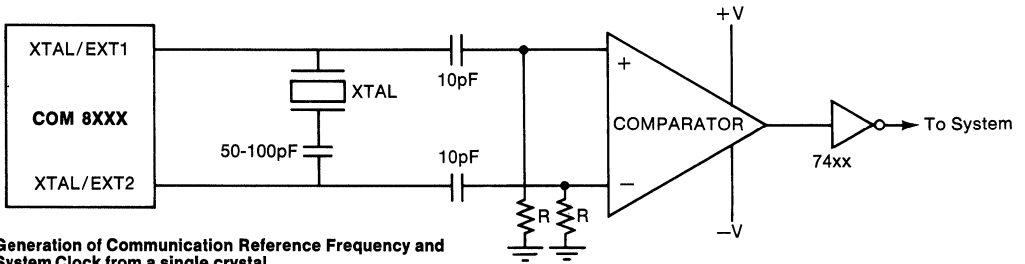 +V
XTAL/EXT1
10pF
+
XTAL
COM 8XXX
COMPARATOR
To System
50-100pF
10pF
74xx
XTAL/EXT2
−
R
R
−V
Generation of Communication Reference Frequency and
System Clock from a single crystal